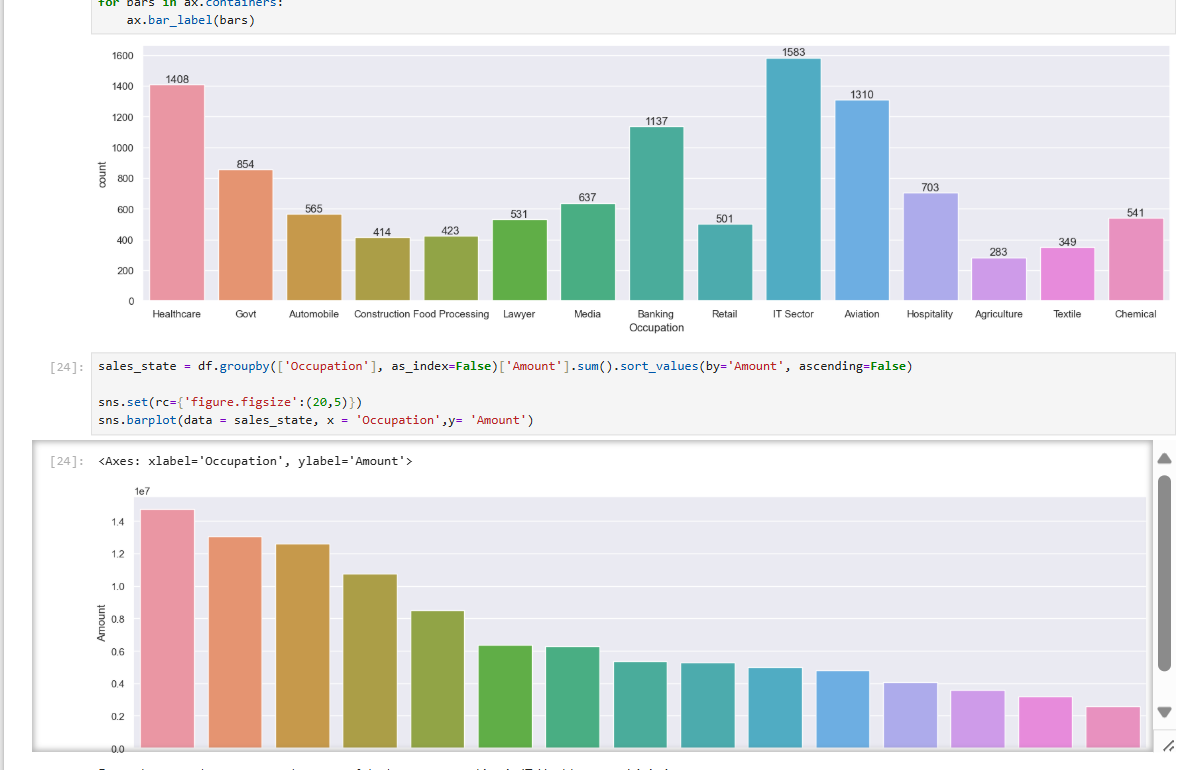 for bars in ax.containers:
ax.bar_label(bars)
1600
1400
1200
1000
800
600
400
200
0
count
1408
854
565
414
423
531
637
1137
501
1583
1310
703
283
349
541
Healthcare Govt Automobile Construction Food Processing Lawyer Media Banking Retail IT Sector Aviation Hospitality Agriculture Textile Chemical
Occupation
[24]: sales_state = df.groupby(['Occupation'], as_index=False)['Amount'].sum().sort_values(by='Amount', ascending=False)
sns.set(rc={'figure.figsize':(20,5)})
sns.barplot(data = sales_state, x = 'Occupation',y= 'Amount')
[24]: <Axes: xlabel='Occupation', ylabel='Amount'>
1e7
1.4
1.2
1.0
0.8
0.6
0.4
0.2
0.0
Amount